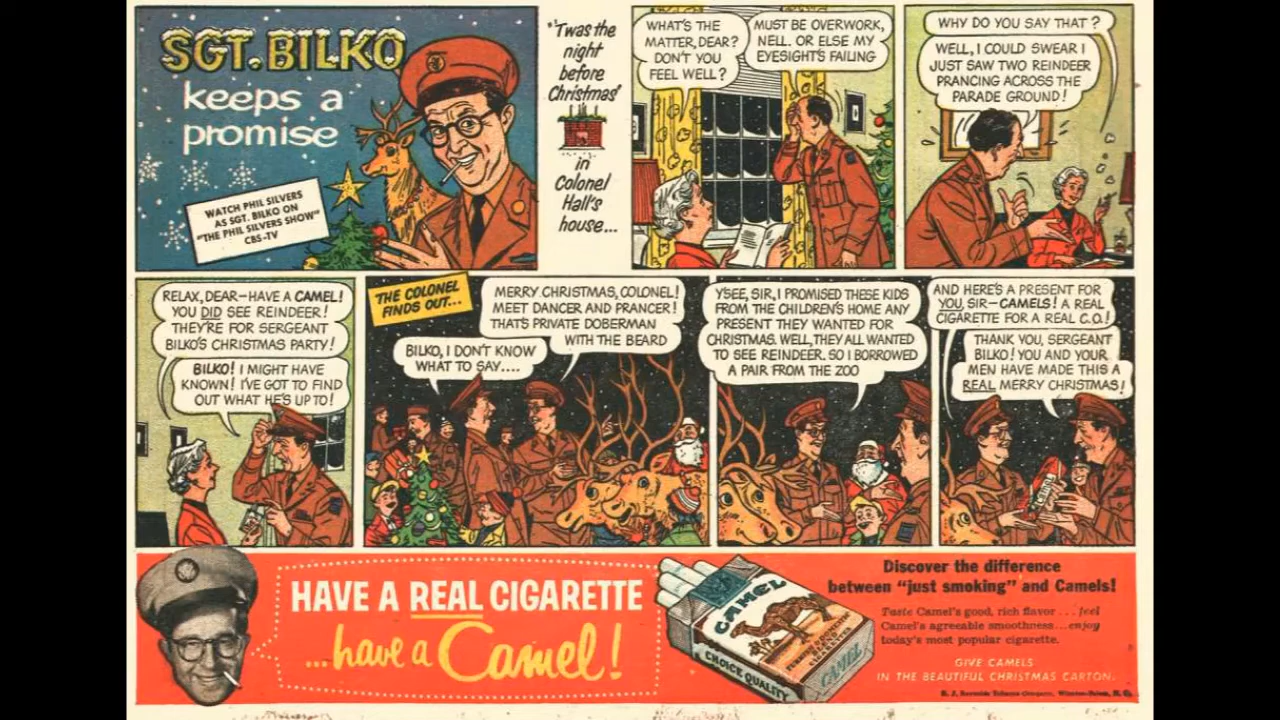 SGT. BILKO
keeps a
promise
WATCH PHIL SILVERS
AS SGT. BILKO ON
"THE PHIL SILVERS SHOW"
CBS-TV
"'Twas the
night
before
Christmas'
in
Colonel
Hall's
house...
WHAT'S THE
MATTER, DEAR?
DON'T YOU
FEEL WELL?
MUST BE OVERWORK,
NELL. OR ELSE MY
EYESIGHT'S FAILING
WHY DO YOU SAY THAT?
WELL, I COULD SWEAR I
JUST SAW TWO REINDEER
PRANCING ACROSS THE
PARADE GROUND!
RELAX, DEAR-HAVE A CAMEL!
YOU DID SEE REINDEER!
THEY'RE FOR SERGEANT
BILKO'S CHRISTMAS PARTY!
BILKO! I MIGHT HAVE
KNOWN! I'VE GOT TO FIND
OUT WHAT HE'S UP TO!
THE COLONEL
FINDS OUT...
MERRY CHRISTMAS, COLONEL!
MEET DANCER AND PRANCER!
THAT'S PRIVATE DOBERMAN
WITH THE BEARD
BILKO, I DON'T KNOW
WHAT TO SAY....
Y'SEE, SIR, I PROMISED THESE KIDS
FROM THE CHILDREN'S HOME ANY
PRESENT THEY WANTED FOR
CHRISTMAS. WELL, THEY ALL WANTED
TO SEE REINDEER. SO I BORROWED
A PAIR FROM THE ZOO
AND HERE'S A PRESENT FOR
YOU, SIR-CAMELS! A REAL
CIGARETTE FOR A REAL C.O.!
THANK YOU, SERGEANT
BILKO! YOU AND YOUR
MEN HAVE MADE THIS A
REAL MERRY CHRISTMAS!
HAVE A REAL CIGARETTE
...have a Camel!
CAMEL
TURKISH & DOMESTIC
BLEND
CIGARETTES
CHOICE QUALITY
CAMEL
Discover the difference
between "just smoking" and Camels!
Taste Camel's good, rich flavor...feel
Camel's agreeable smoothness...enjoy
today's most popular cigarette.
GIVE CAMELS
IN THE BEAUTIFUL CHRISTMAS CARTON.
R. J. Reynolds Tobacco Company, Winston-Salem, N. C.